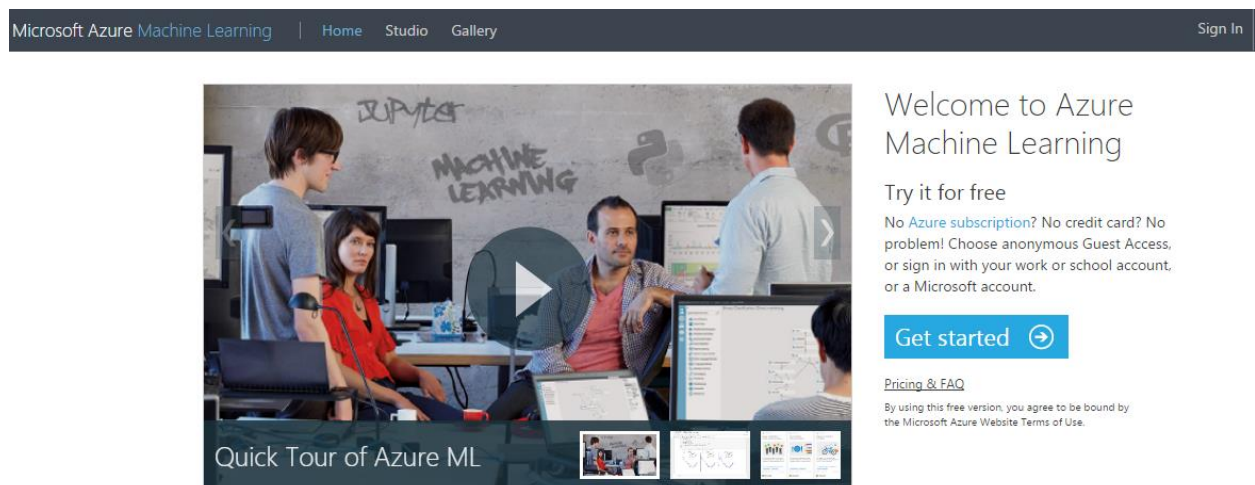 Microsoft Azure Machine Learning | Home Studio Gallery Sign In
JUPyter
MACHINE
LEARNING
R
Quick Tour of Azure ML
Welcome to Azure
Machine Learning
Try it for free
No Azure subscription? No credit card? No
problem! Choose anonymous Guest Access,
or sign in with your work or school account,
or a Microsoft account.
Get started
Pricing & FAQ
By using this free version, you agree to be bound by
the Microsoft Azure Website Terms of Use.